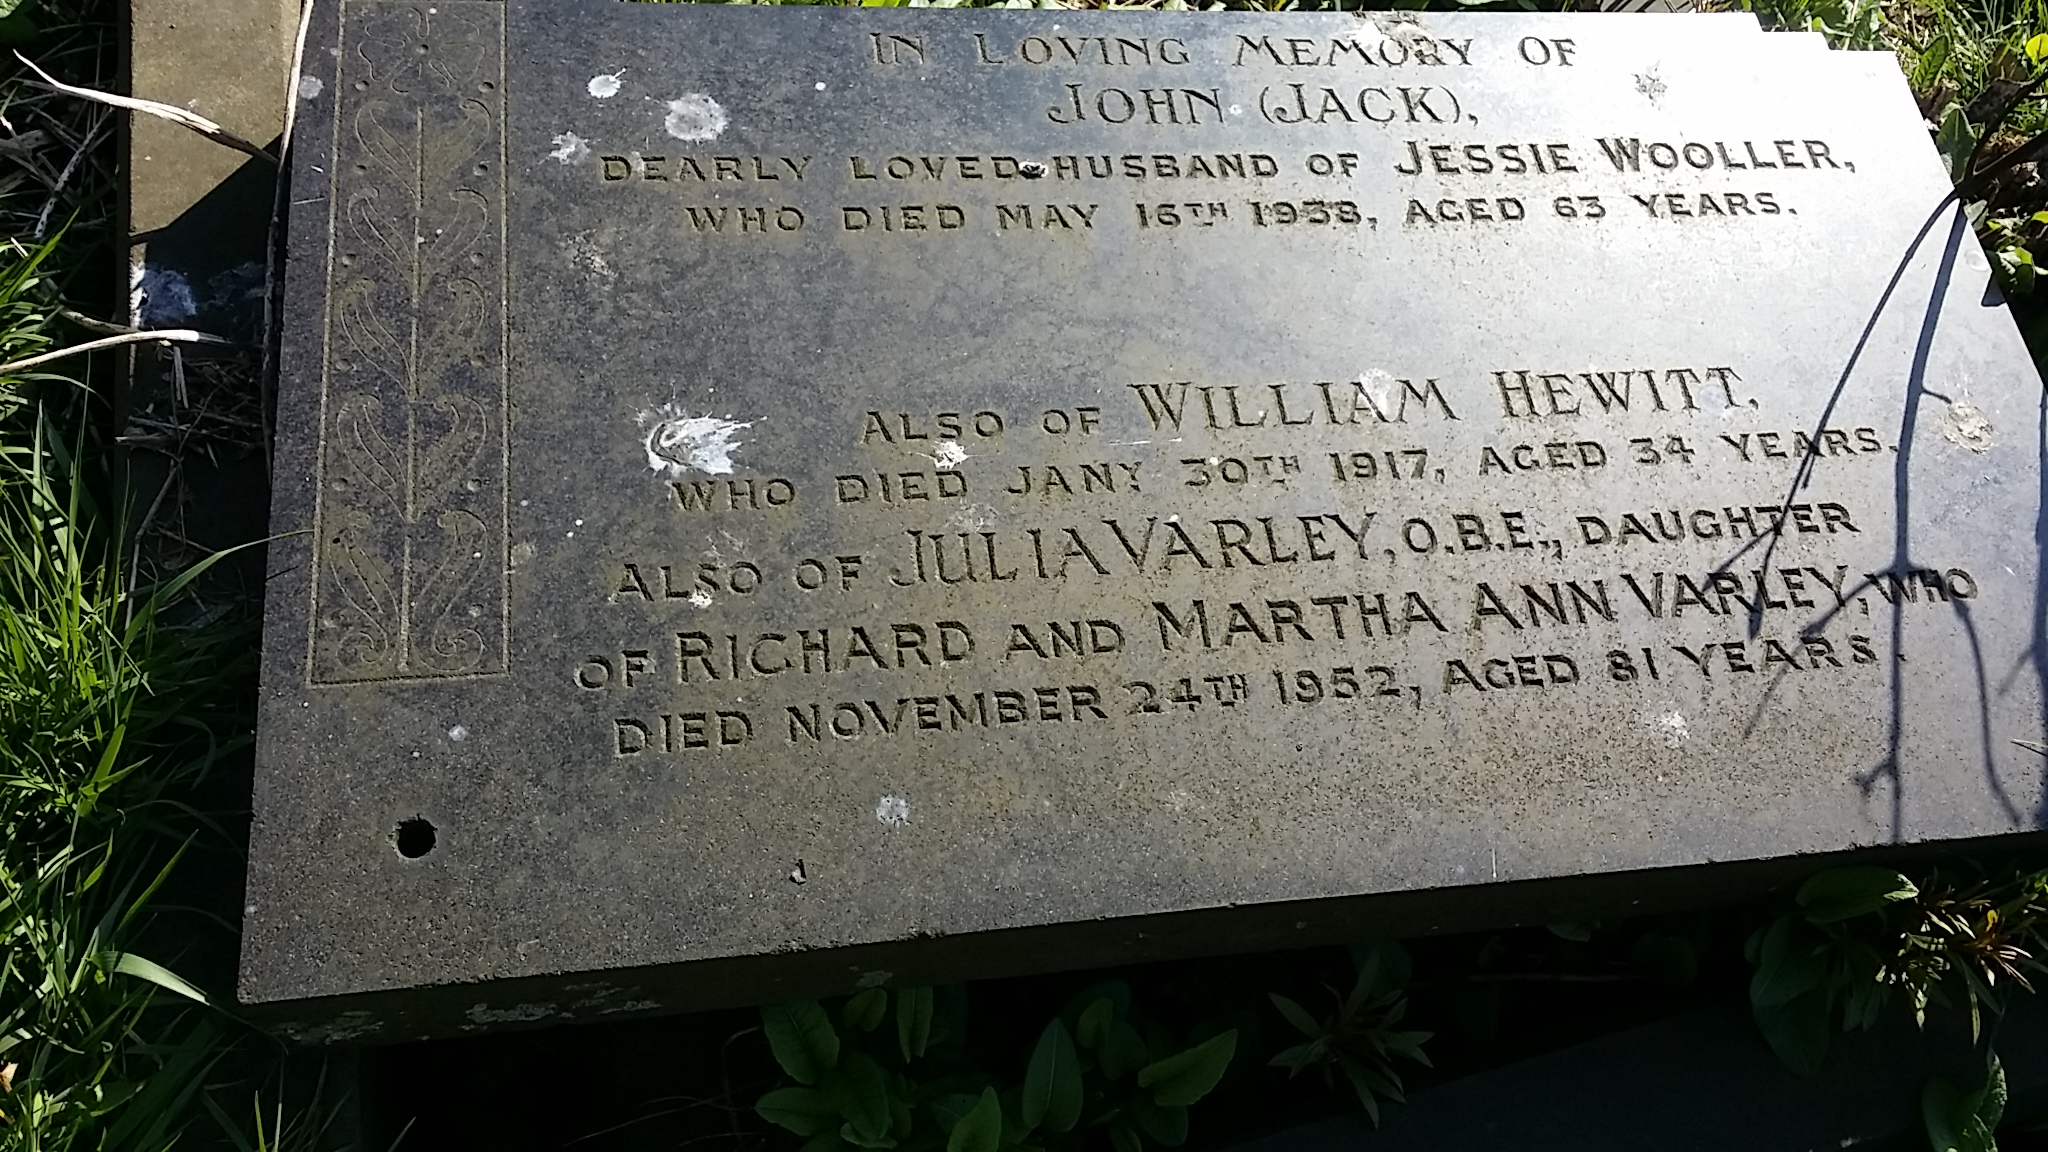 IN LOVING MEMORY OF
JOHN (JACK),
DEARLY LOVED HUSBAND OF JESSIE WOOLLER,
WHO DIED MAY 16TH 1938, AGED 63 YEARS.
ALSO OF WILLIAM HEWITT,
WHO DIED JANY 30TH 1917, AGED 34 YEARS.
ALSO OF JULIA VARLEY, O.B.E., DAUGHTER
OF RICHARD AND MARTHA ANN VARLEY, WHO
DIED NOVEMBER 24TH 1952, AGED 81 YEARS.